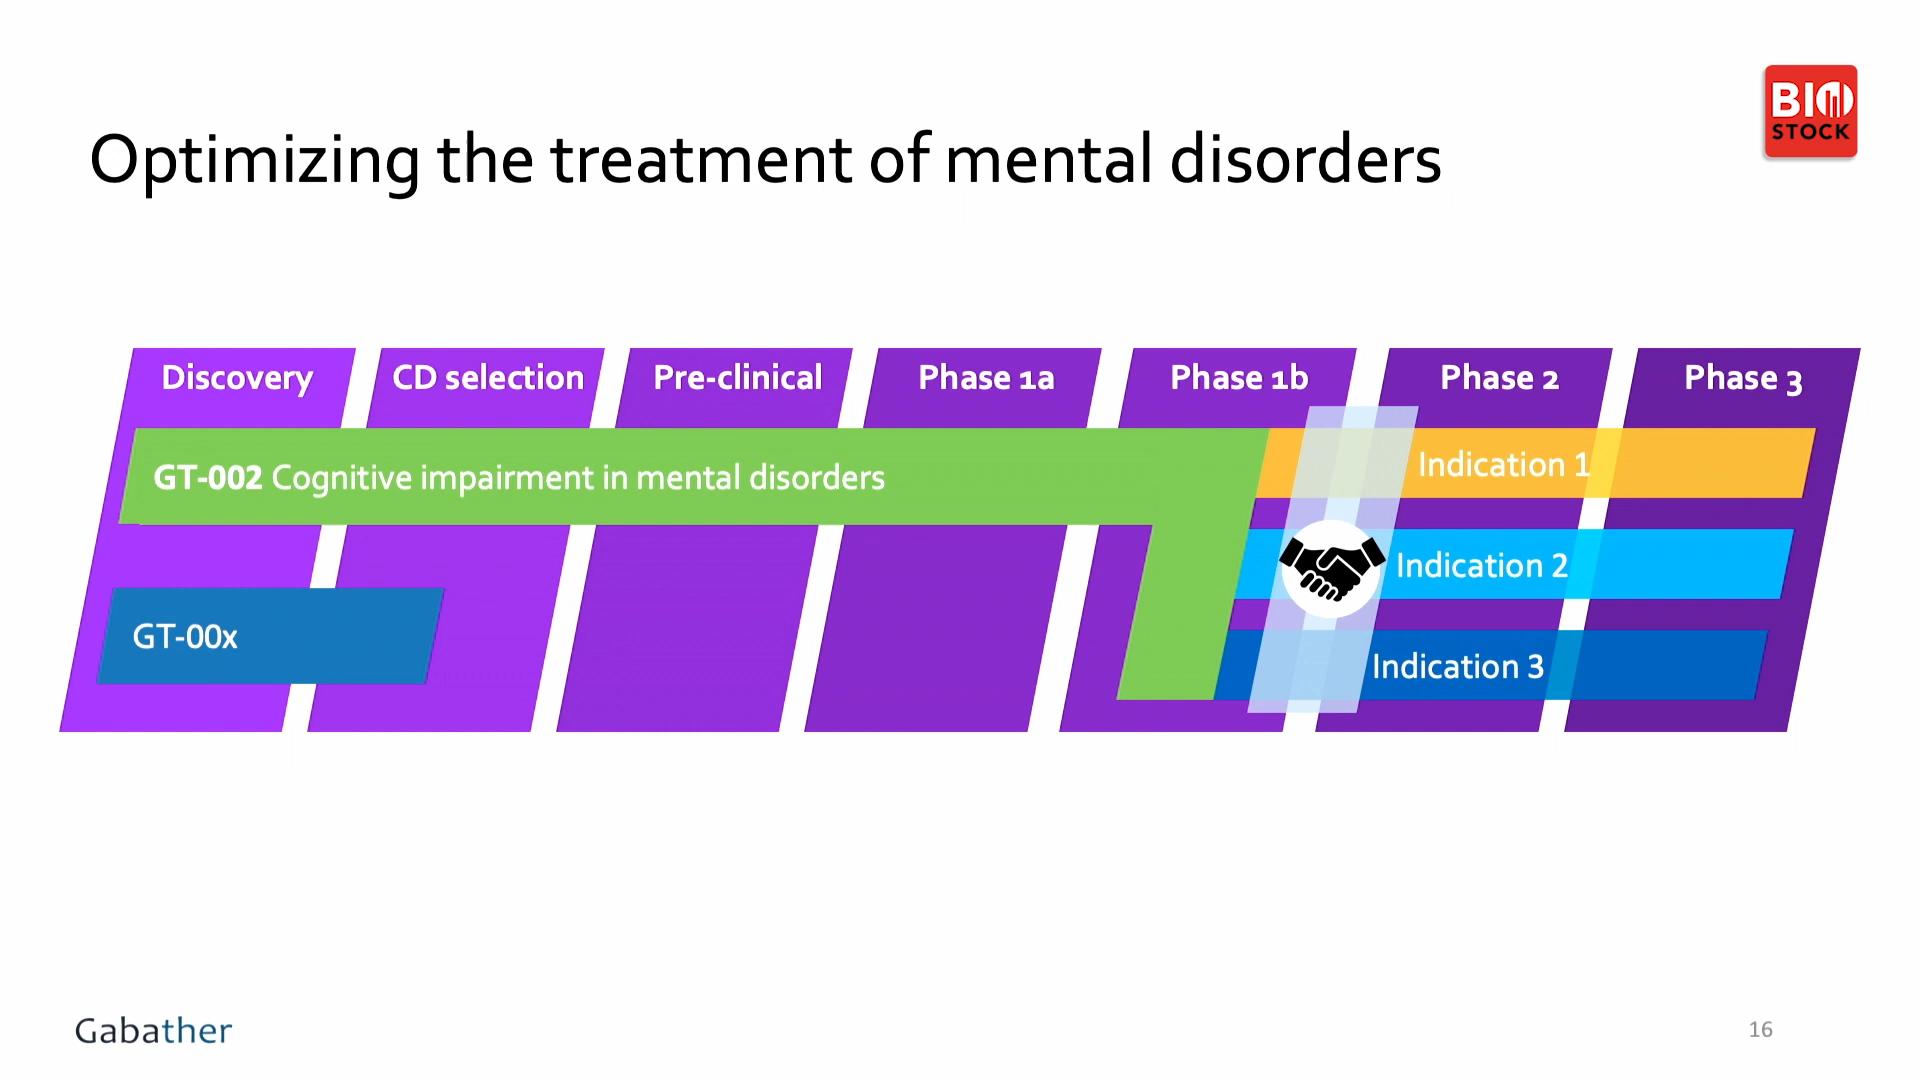 BIO
STOCK
Optimizing the treatment of mental disorders
Discovery
CD selection
Pre-clinical
Phase 1a
Phase 1b
Phase 2
Phase 3
GT-002 Cognitive impairment in mental disorders
Indication 1
Indication 2
GT-00x
Indication 3
Gabather
16